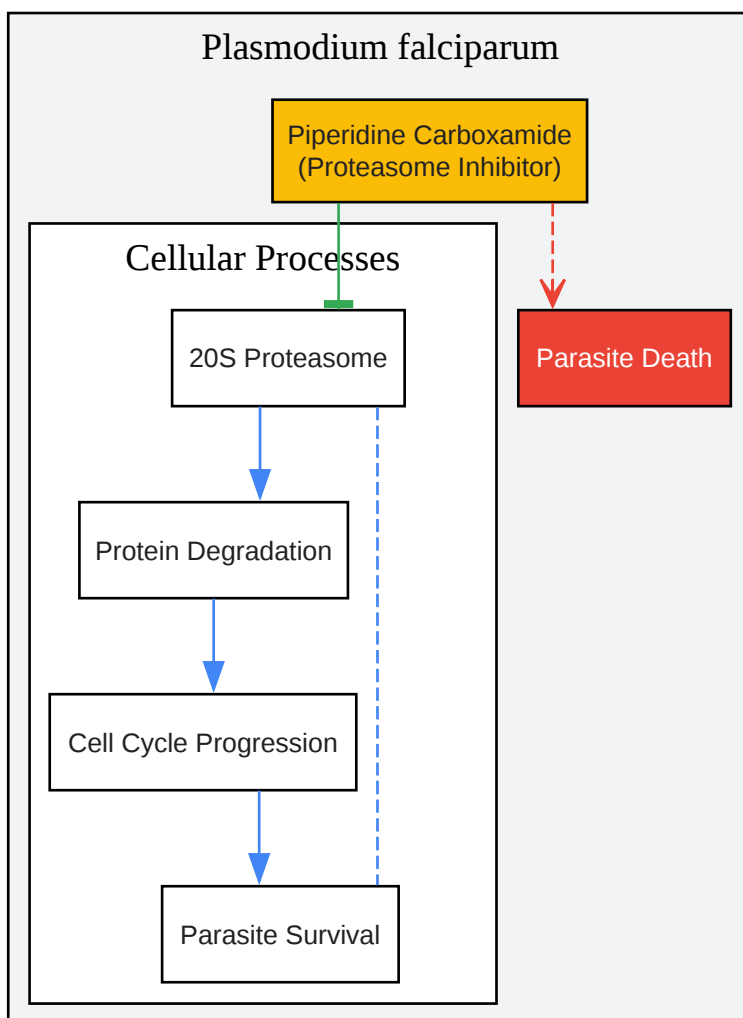 Plasmodium falciparum
Piperidine Carboxamide
(Proteasome Inhibitor)
Cellular Processes
20S Proteasome
Parasite Death
Protein Degradation
Cell Cycle Progression
Parasite Survival